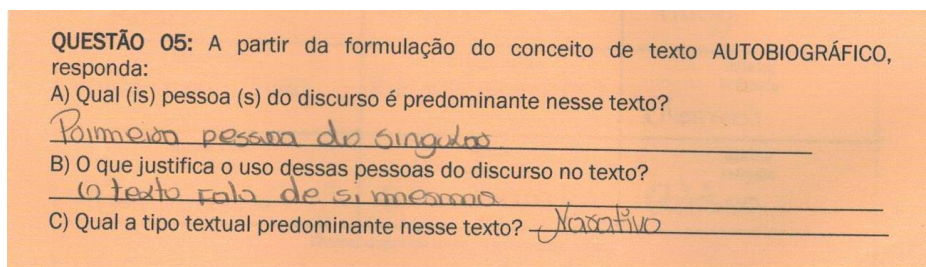 QUESTÃO 05: A partir da formulação do conceito de texto AUTOBIOGRÁFICO,
responda:
A) Qual (is) pessoa (s) do discurso é predominante nesse texto?
Primeira pessoa do singular
B) O que justifica o uso dessas pessoas do discurso no texto?
O texto fala de si mesma
C) Qual a tipo textual predominante nesse texto? Narativo